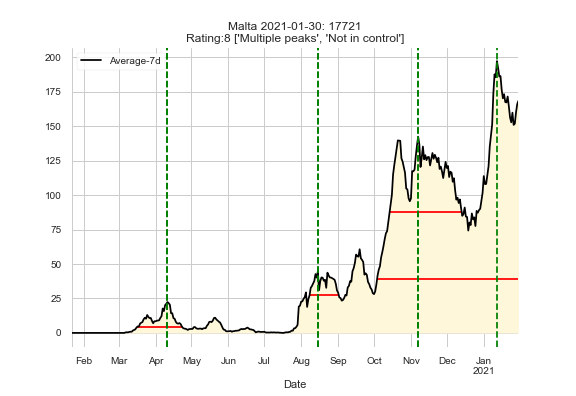 Malta 2021-01-30: 17721
Rating:8 ['Multiple peaks', 'Not in control']
Average-7d
200
175
150
125
100
75
50
25
0
Feb Mar Apr May Jun Jul Aug Sep Oct Nov Dec Jan
2021
Date